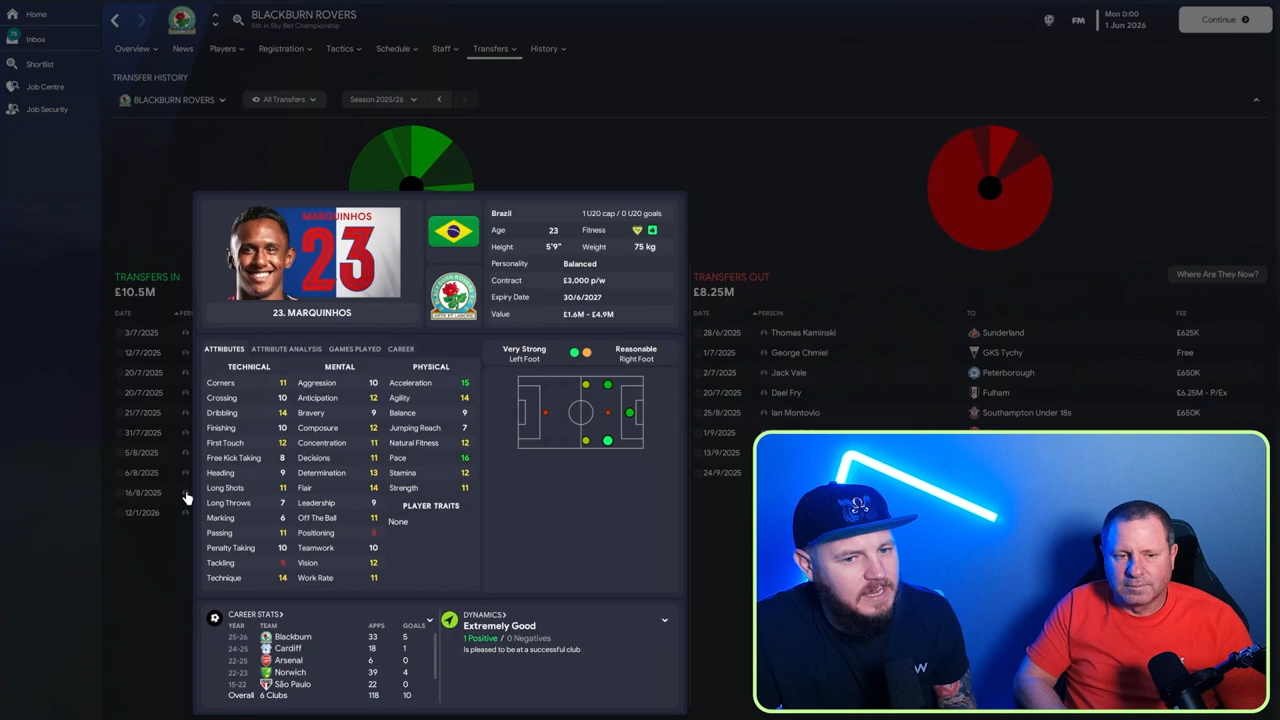 Home
BLACKBURN ROVERS
Mon 0:00
1 Jun 2026
FM
Continue
Inbox
Overview News Players Registration Tactics Schedule Staff Transfers History
Shortlist
Job Centre
Job Security
TRANSFER HISTORY
BLACKBURN ROVERS All Transfers Season 2025/26
MARQUINHOS
23
23. MARQUINHOS
Brazil 1 U20 cap / 0 U20 goals
Age 23 Fitness
Height 5'9" Weight 75 kg
Personality Balanced
Contract £3,000 p/w
Expiry Date 30/6/2027
Value £1.6M - £4.9M
TRANSFERS IN
£10.5M
DATE PER
3/7/2025
12/7/2025
20/7/2025
20/7/2025
21/7/2025
31/7/2025
5/8/2025
6/8/2025
16/8/2025
12/1/2026
ATTRIBUTES ATTRIBUTE ANALYSIS GAMES PLAYED CAREER
TECHNICAL MENTAL PHYSICAL
Corners 11 Aggression 10 Acceleration 15
Crossing 10 Anticipation 12 Agility 14
Dribbling 14 Bravery 9 Balance 9
Finishing 10 Composure 12 Jumping Reach 7
First Touch 12 Concentration 11 Natural Fitness 12
Free Kick Taking 8 Decisions 11 Pace 16
Heading 9 Determination 13 Stamina 12
Long Shots 11 Flair 14 Strength 11
Long Throws 7 Leadership 9
Marking 6 Off The Ball 11
Passing 11 Positioning 5
Penalty Taking 10 Teamwork 10
Tackling 5 Vision 12
Technique 14 Work Rate 11
PLAYER TRAITS
None
Very Strong Reasonable
Left Foot Right Foot
CAREER STATS>
YEAR TEAM APPS GOALS
25-26 Blackburn 33 5
24-25 Cardiff 18 1
22-25 Arsenal 6 0
22-23 Norwich 39 4
15-22 São Paulo 22 0
Overall 6 Clubs 118 10
DYNAMICS>
Extremely Good
1 Positive / 0 Negatives
Is pleased to be at a successful club
TRANSFERS OUT
£8.25M
Where Are They Now?
DATE PERSON TO FEE
28/6/2025 Thomas Kaminski Sunderland £625K
1/7/2025 George Chmiel GKS Tychy Free
2/7/2025 Jack Vale Peterborough £650K
20/7/2025 Dael Fry Fulham £6.25M - P/Ex
25/8/2025 Ian Montovio Southampton Under 18s £650K
1/9/2025
13/9/2025
24/9/2025